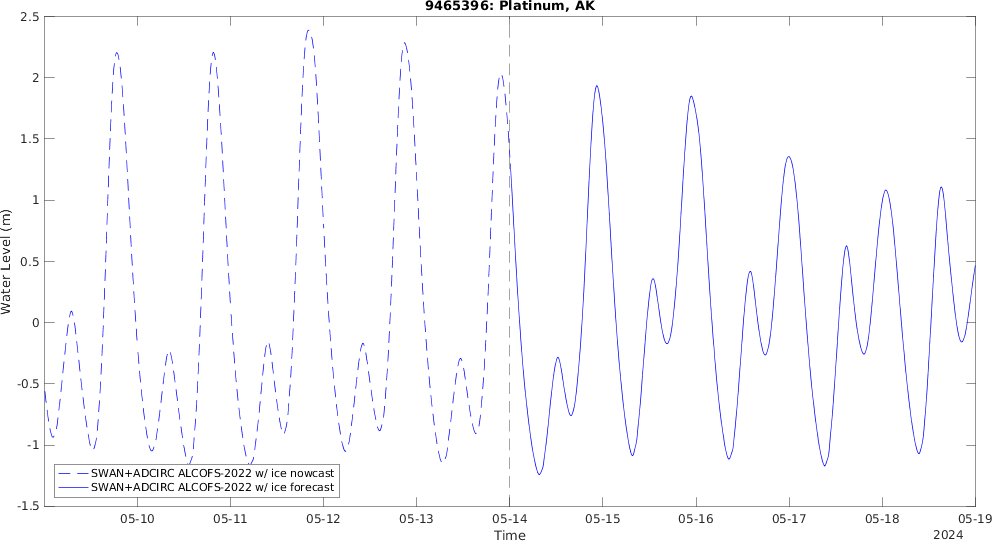 9465396: Platinum, AK
2.5
2
1.5
1
0.5
0
-0.5
-1
-1.5
Water Level (m)
SWAN+ADCIRC ALCOFS-2022 w/ ice nowcast
SWAN+ADCIRC ALCOFS-2022 w/ ice forecast
05-10 05-11 05-12 05-13 05-14 05-15 05-16 05-17 05-18 05-19
Time
2024